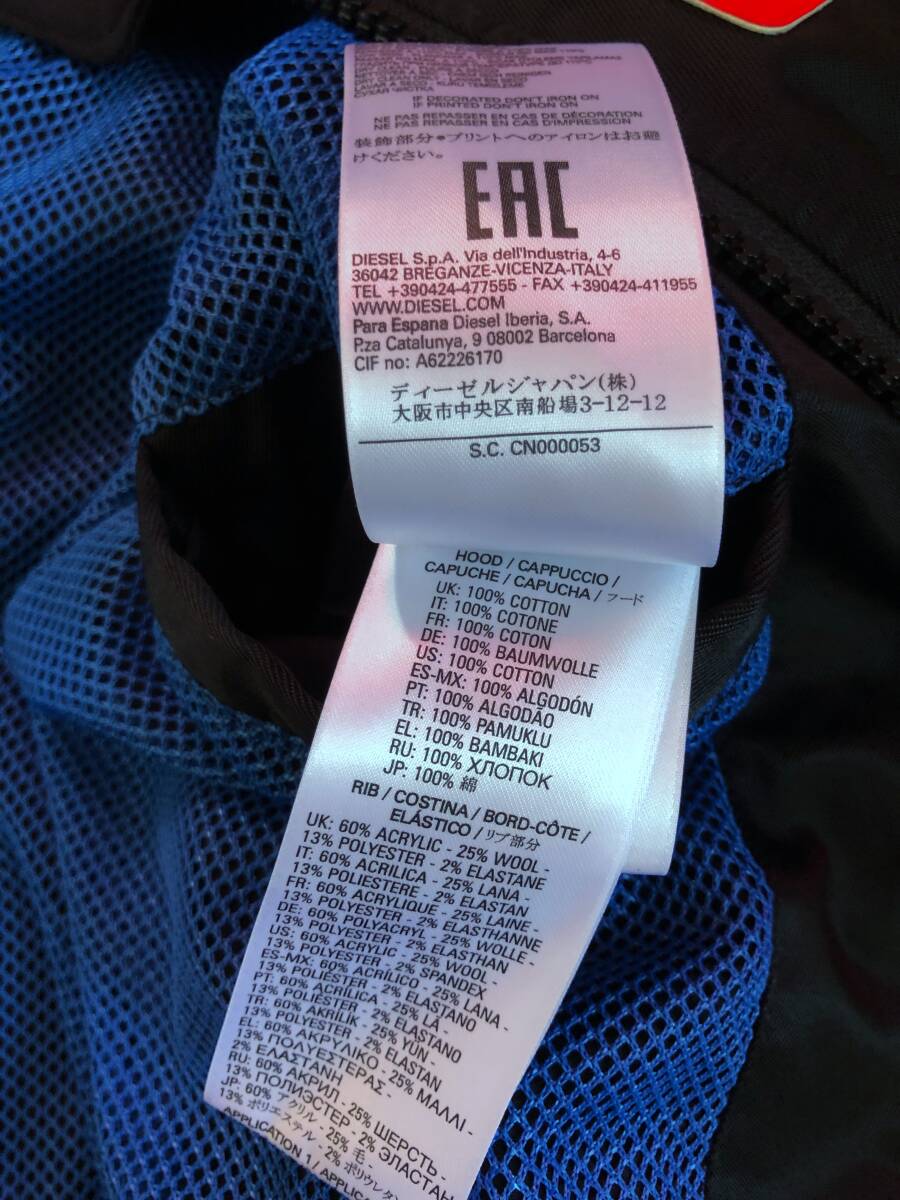 LAVAR A SECO KURU TEMİZLEME
СУХАЯ ЧИСТКА
IF DECORATED DON'T IRON ON
IF PRINTED DON'T IRON ON
NE PAS REPASSER EN CAS DE DÉCORATION
NE PAS REPASSER EN CAS D'IMPRESSION
装飾部分•プリントへのアイロンはお避
けください。
EAC
DIESEL S.p.A. Via dell'Industria, 4-6
36042 BREGANZE-VICENZA-ITALY
TEL +390424-477555 - FAX +390424-411955
WWW.DIESEL.COM
Para Espana Diesel Iberia, S.A.
P.za Catalunya, 9 08002 Barcelona
CIF no: A62226170
ディーゼルジャパン(株)
大阪市中央区南船場3-12-12
S.C. CN000053
HOOD / CAPPUCCIO /
CAPUCHE / CAPUCHA / フード
UK: 100% COTTON
IT: 100% COTONE
FR: 100% COTON
DE: 100% BAUMWOLLE
US: 100% COTTON
ES-MX: 100% ALGODÓN
PT: 100% ALGODÃO
TR: 100% PAMUKLU
EL: 100% BAMBAKI
RU: 100% ХЛОПОК
JP: 100% 綿
RIB / COSTINA / BORD-CÔTE /
ELÁSTICO / リブ部分
UK: 60% ACRYLIC - 25% WOOL -
13% POLYESTER - 2% ELASTANE
IT: 60% ACRILICA - 25% LANA -
13% POLIESTERE - 2% ELASTAN
FR: 60% ACRYLIQUE - 25% LAINE -
13% POLYESTER - 2% ELASTHANNE
DE: 60% POLYACRYL - 25% WOLLE -
13% POLYESTER - 2% ELASTHAN
US: 60% ACRYLIC - 25% WOOL -
13% POLYESTER - 2% SPANDEX
ES-MX: 60% ACRÍLICO - 25% LANA -
13% POLIÉSTER - 2% ELASTANO
PT: 60% ACRÍLICA - 25% LÃ -
13% POLIÉSTER - 2% ELASTANO
TR: 60% AKRİLİK - 25% YÜN -
13% POLYESTER - 2% ELASTAN
EL: 60% ΑΚΡΥΛΙΚΟ - 25% ΜΑΛΛΙ -
13% ΠΟΛΥΕΣΤΕΡΑΣ -
2% ΕΛΑΣΤΑΝΗ
RU: 60% АКРИЛ - 25% ШЕРСТЬ -
13% ПОЛИЭСТЕР - 2% ЭЛАСТАН
JP: 60% アクリル - 25% 毛 -
13% ポリエステル - 2% ポリウレタン
APPLICATION 1 / APPLIC